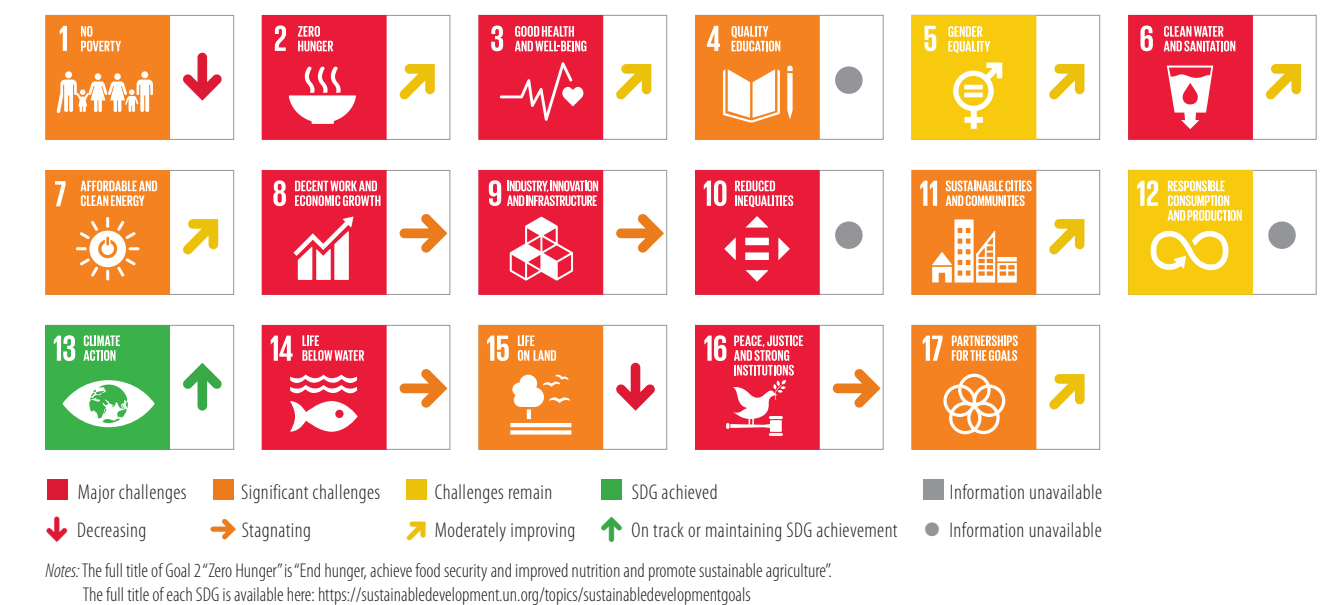 1 NO
POVERTY
2 ZERO
HUNGER
3 GOOD HEALTH
AND WELL-BEING
4 QUALITY
EDUCATION
5 GENDER
EQUALITY
6 CLEAN WATER
AND SANITATION
7 AFFORDABLE AND
CLEAN ENERGY
8 DECENT WORK AND
ECONOMIC GROWTH
9 INDUSTRY, INNOVATION
AND INFRASTRUCTURE
10 REDUCED
INEQUALITIES
11 SUSTAINABLE CITIES
AND COMMUNITIES
12 RESPONSIBLE
CONSUMPTION
AND PRODUCTION
13 CLIMATE
ACTION
14 LIFE
BELOW WATER
15 LIFE
ON LAND
16 PEACE, JUSTICE
AND STRONG
INSTITUTIONS
17 PARTNERSHIPS
FOR THE GOALS
Major challenges Significant challenges Challenges remain SDG achieved Information unavailable
Decreasing Stagnating Moderately improving On track or maintaining SDG achievement Information unavailable
Notes: The full title of Goal 2 “Zero Hunger” is “End hunger, achieve food security and improved nutrition and promote sustainable agriculture”.
The full title of each SDG is available here: https://sustainabledevelopment.un.org/topics/sustainabledevelopmentgoals